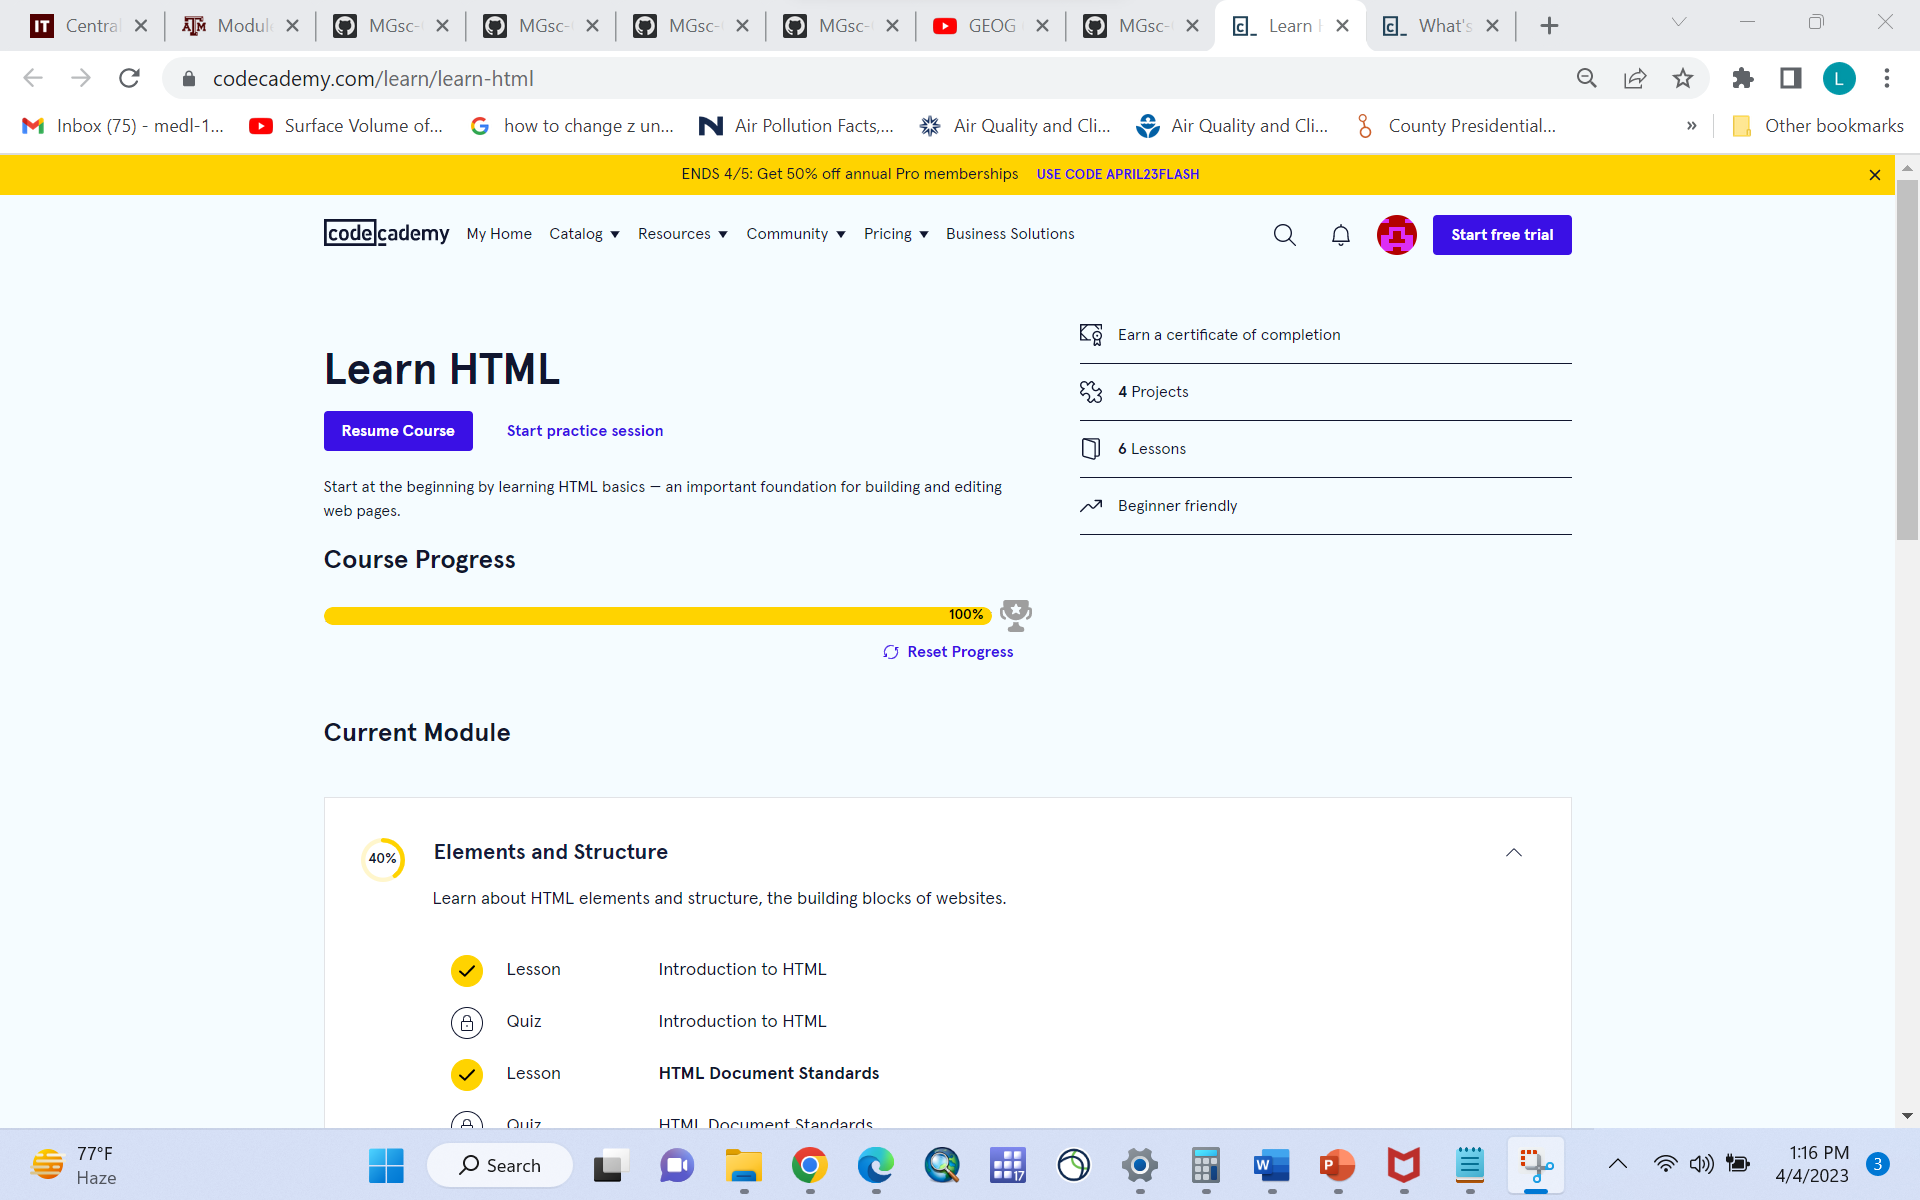 Central
Modul
MGsc-
MGsc-
MGsc-
MGsc-
GEOG
MGsc-
Learn
What's
codecademy.com/learn/learn-html
L
Inbox (75) - medl-1...
Surface Volume of...
how to change z un...
Air Pollution Facts,...
Air Quality and Cli...
Air Quality and Cli...
County Presidential...
»
Other bookmarks
ENDS 4/5: Get 50% off annual Pro memberships USE CODE APRIL23FLASH
codecademy My Home Catalog Resources Community Pricing Business Solutions Start free trial
Earn a certificate of completion
Learn HTML
4 Projects
Resume Course Start practice session
6 Lessons
Start at the beginning by learning HTML basics — an important foundation for building and editing
web pages.
Beginner friendly
Course Progress
100%
Reset Progress
Current Module
40% Elements and Structure
Learn about HTML elements and structure, the building blocks of websites.
Lesson Introduction to HTML
Quiz Introduction to HTML
Lesson HTML Document Standards
Quiz HTML Document Standards
77°F
Haze
Search
17
W
P
1:16 PM
4/4/2023
3